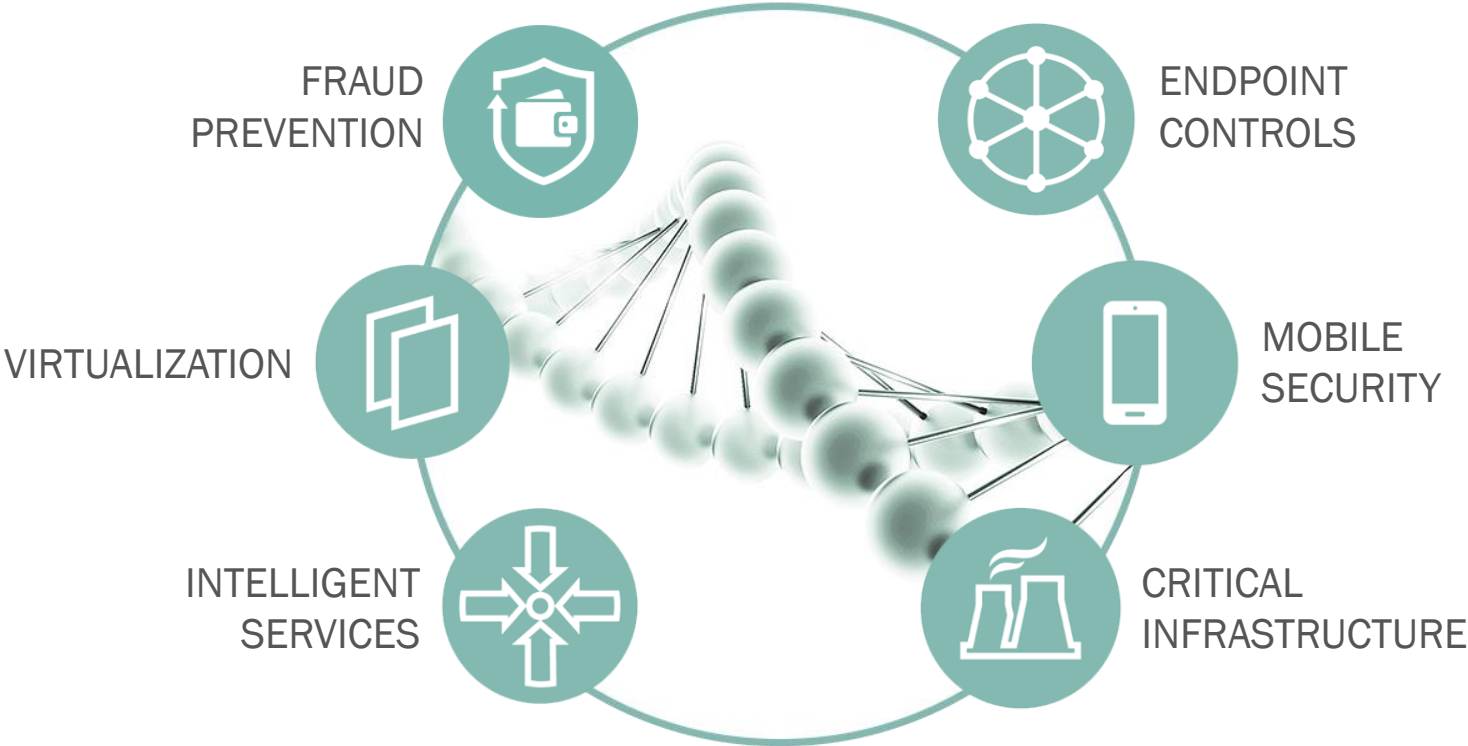 FRAUD
PREVENTION
ENDPOINT
CONTROLS
VIRTUALIZATION
MOBILE
SECURITY
INTELLIGENT
SERVICES
CRITICAL
INFRASTRUCTURE